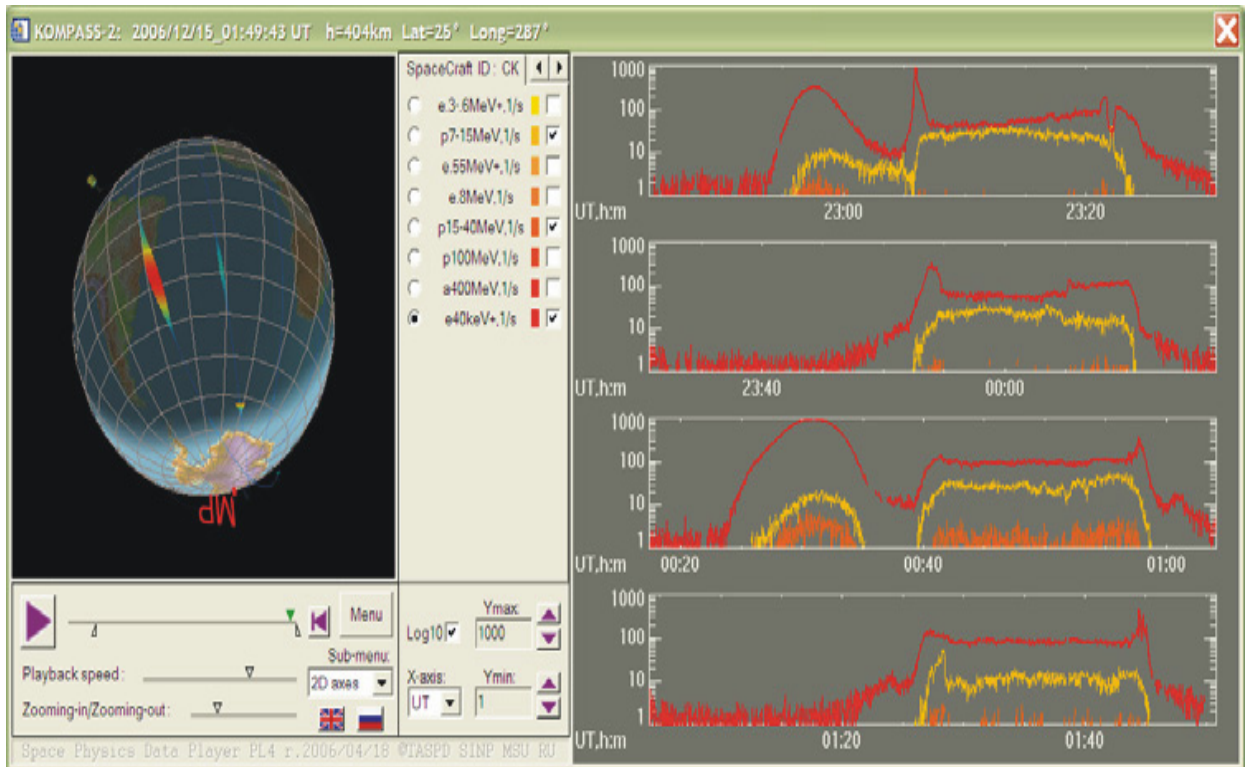 KOMPASS-2: 2006/12/15_01:49:43 UT h=404km Lat=25° Long=287°
MP
SpaceCraft ID: CK
e.3-.6MeV+,1/s
p7-15MeV,1/s
e.55MeV+,1/s
e.8MeV,1/s
p15-40MeV,1/s
p100MeV,1/s
a400MeV,1/s
e40keV+,1/s
Menu
Sub-menu:
Playback speed:
2D axes
Zooming-in/Zooming-out:
Ymax:
Log10
1000
X-axis:
Ymin:
UT
1
Space Physics Data Player PL4 r.2006/04/18 @TASPD SINP MSU RU
1000
100
10
1
UT,h:m
23:00
23:20
1000
100
10
1
UT,h:m
23:40
00:00
1000
100
10
1
UT,h:m
00:20
00:40
01:00
1000
100
10
1
UT,h:m
01:20
01:40